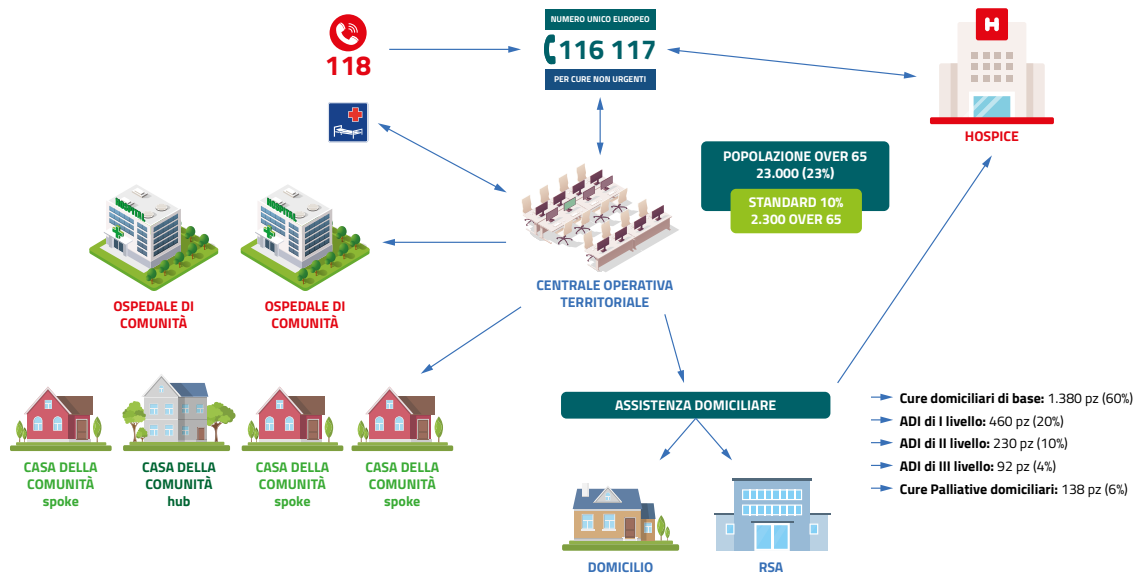 NUMERO UNICO EUROPEO
116 117
PER CURE NON URGENTI
118
H
HOSPICE
POPOLAZIONE OVER 65
23.000 (23%)
STANDARD 10%
2.300 OVER 65
HOSPITAL
HOSPITAL
OSPEDALE DI
COMUNITÀ
OSPEDALE DI
COMUNITÀ
CENTRALE OPERATIVA
TERRITORIALE
CASA DELLA
COMUNITÀ
spoke
CASA DELLA
COMUNITÀ
hub
CASA DELLA
COMUNITÀ
spoke
CASA DELLA
COMUNITÀ
spoke
ASSISTENZA DOMICILIARE
DOMICILIO
RSA
Cure domiciliari di base: 1.380 pz (60%)
ADI di I livello: 460 pz (20%)
ADI di II livello: 230 pz (10%)
ADI di III livello: 92 pz (4%)
Cure Palliative domiciliari: 138 pz (6%)